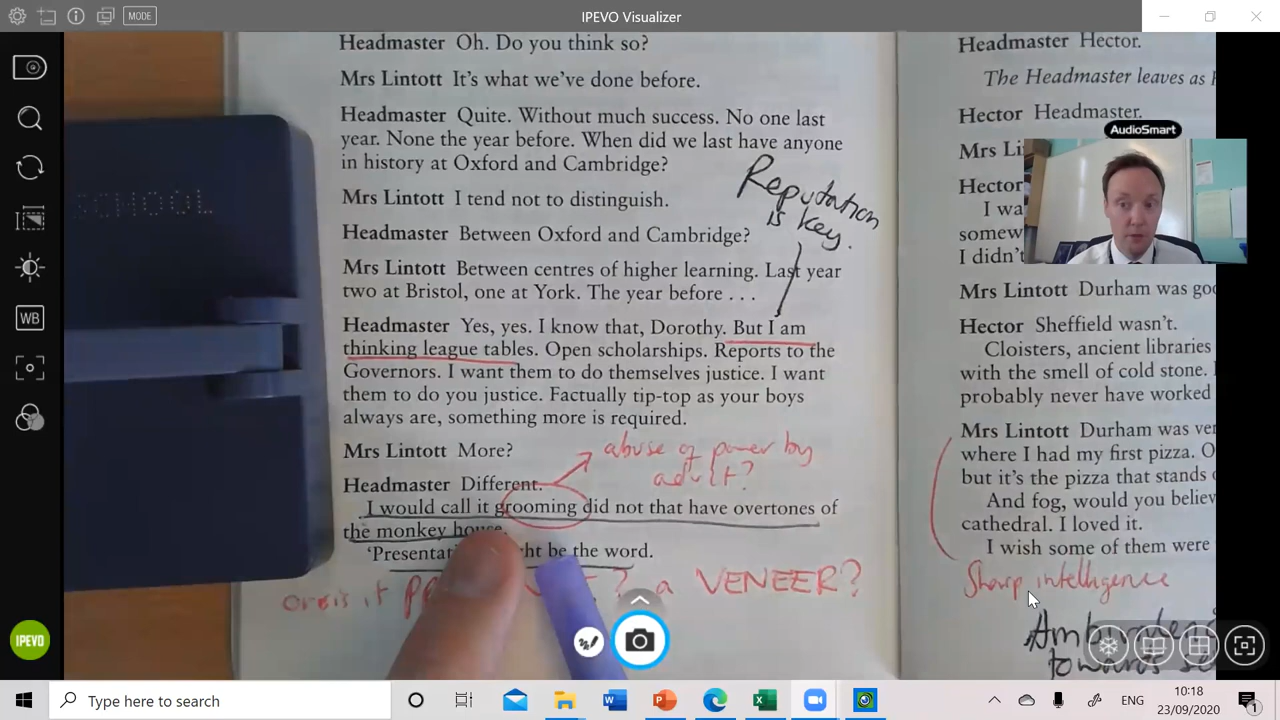 IPEVO Visualizer
MODE
WB
IPEVO
SCHOOL
Headmaster Oh. Do you think so?
Mrs Lintott It's what we've done before.
Headmaster Quite. Without much success. No one last
year. None the year before. When did we last have anyone
in history at Oxford and Cambridge?
Mrs Lintott I tend not to distinguish.
Headmaster Between Oxford and Cambridge?
Mrs Lintott Between centres of higher learning. Last year
two at Bristol, one at York. The year before . . .
Headmaster Yes, yes. I know that, Dorothy. But I am
thinking league tables. Open scholarships. Reports to the
Governors. I want them to do themselves justice. I want
them to do you justice. Factually tip-top as your boys
always are, something more is required.
Mrs Lintott More?
Headmaster Different.
I would call it grooming did not that have overtones of
the monkey house.
be the word.
Reputation
is key.
abuse of power by
adult?
it
a VENEER?
Headmaster Hector.
The Headmaster leaves as
Hector Headmaster.
Mrs
Hector
I
I didn't
Mrs Lintott Durham was
Hector Sheffield wasn't.
Cloisters, ancient libraries
with the smell of cold stone.
probably never have worked
Mrs Lintott Durham was
where I had my first pizza.
but it's the pizza that stands
And fog, would you
cathedral. I loved it.
I wish some of them were
Sharp intelligence
towards
AudioSmart
Type here to search
ENG
10:18
23/09/2020
1